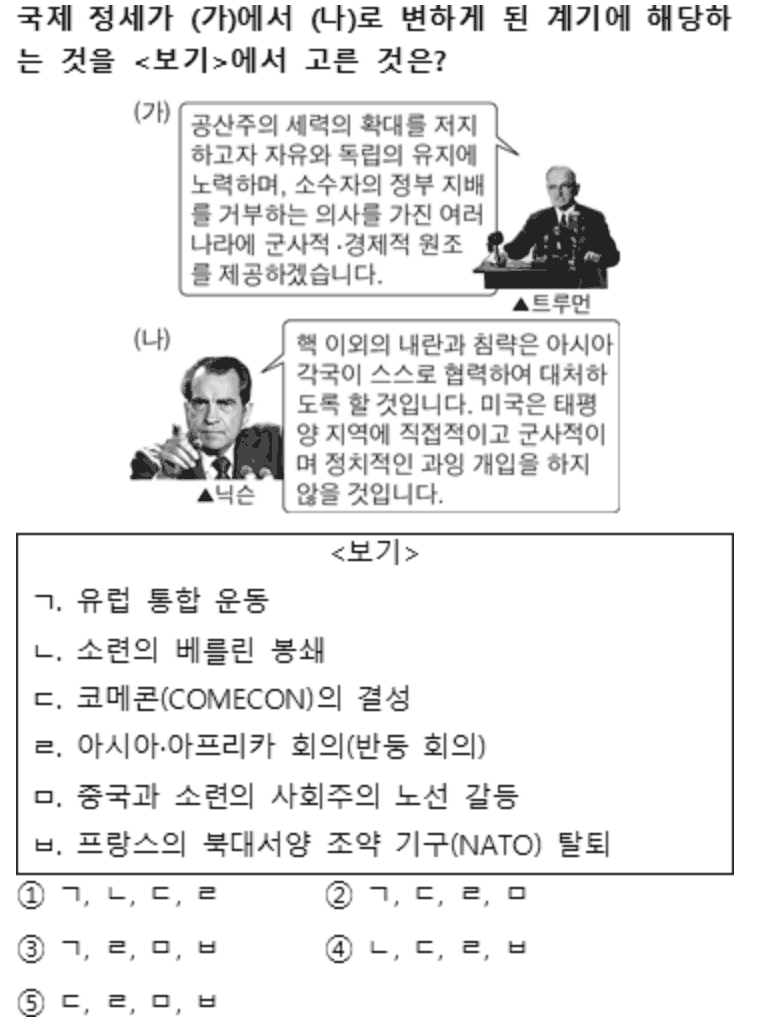 국제 정세가 (가)에서 (나)로 변하게 된 계기에 해당하
는 것을 <보기>에서 고른 것은?
(가)
공산주의 세력의 확대를 저지
하고자 자유와 독립의 유지에
노력하며, 소수자의 정부 지배
를 거부하는 의사를 가진 여러
나라에 군사적·경제적 원조
를 제공하겠습니다.
▲트루먼
(나)
핵 이외의 내란과 침략은 아시아
각국이 스스로 협력하여 대처하
도록 할 것입니다. 미국은 태평
양 지역에 직접적이고 군사적이
며 정치적인 과잉 개입을 하지
않을 것입니다.
▲닉슨
<보기>
ㄱ. 유럽 통합 운동
ㄴ. 소련의 베를린 봉쇄
ㄷ. 코메콘(COMECON)의 결성
ㄹ. 아시아·아프리카 회의(반둥 회의)
ㅁ. 중국과 소련의 사회주의 노선 갈등
ㅂ. 프랑스의 북대서양 조약 기구(NATO) 탈퇴
① ㄱ, ㄴ, ㄷ, ㄹ ② ㄱ, ㄷ, ㄹ, ㅁ
③ ㄱ, ㄹ, ㅁ, ㅂ ④ ㄴ, ㄷ, ㄹ, ㅂ
⑤ ㄷ, ㄹ, ㅁ, ㅂ